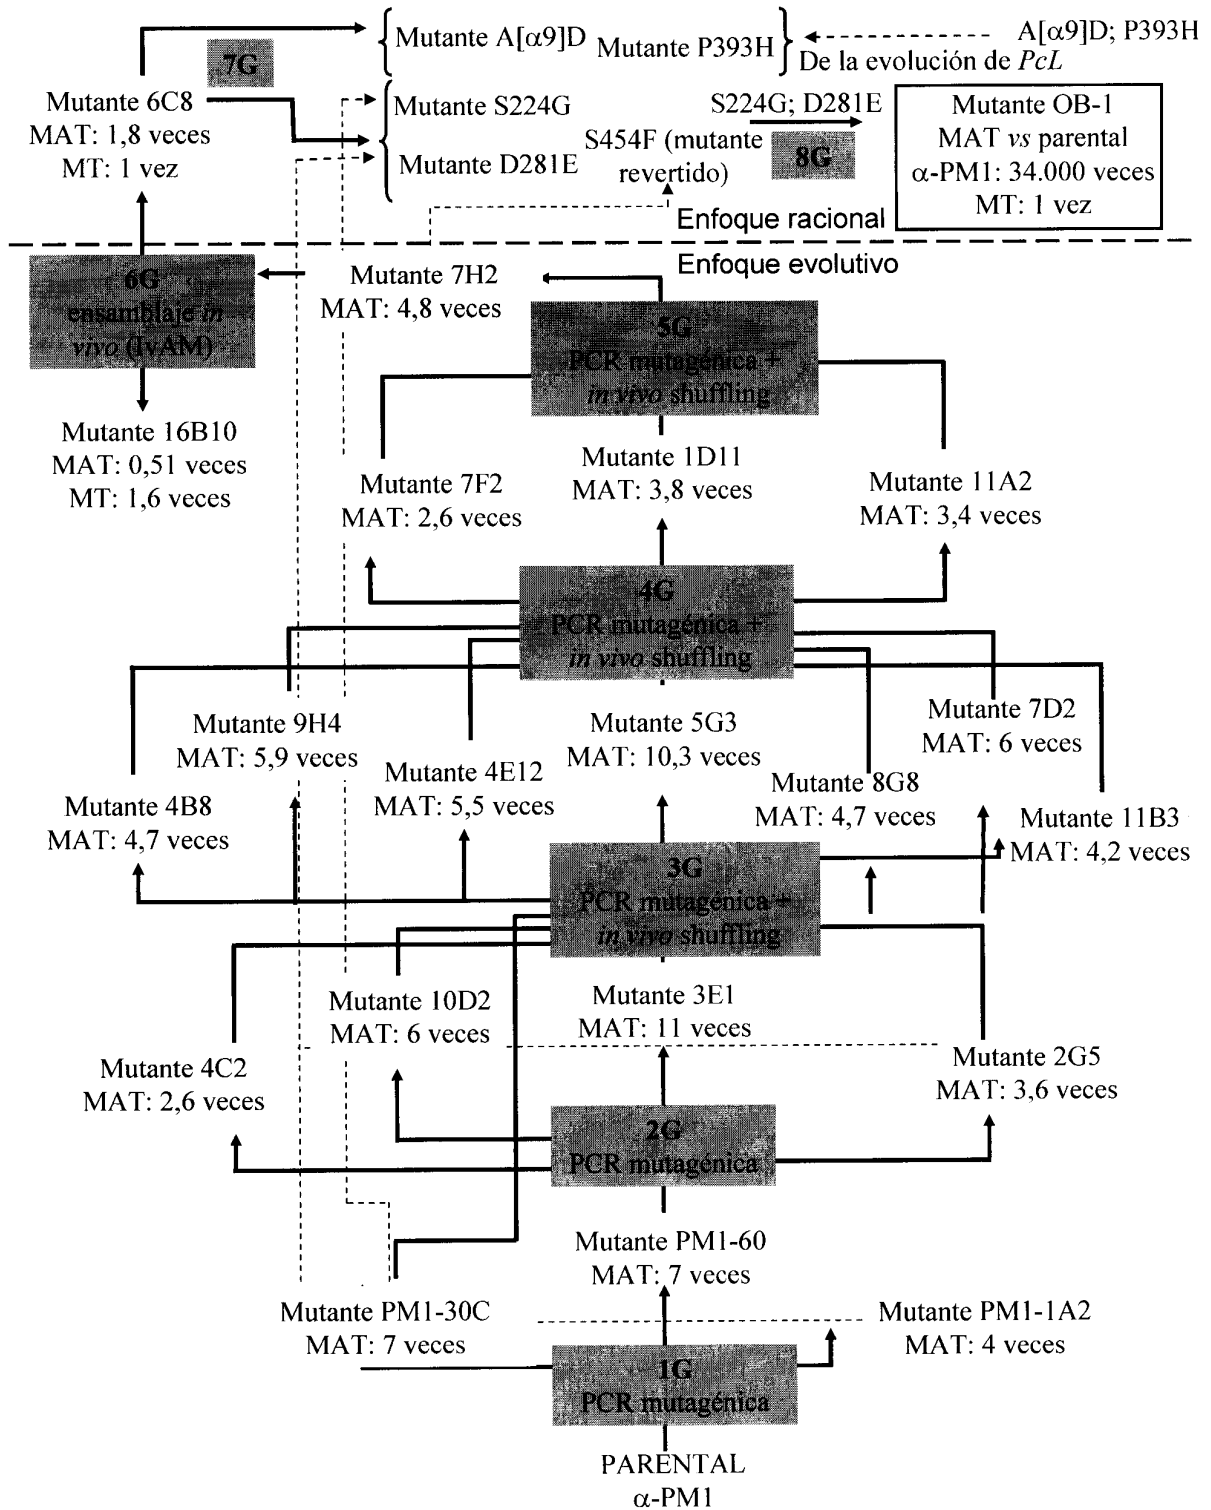 Mutante A[α9]D
Mutante P393H
A[α9]D; P393H
De la evolución de PcL
7G
Mutante 6C8
MAT: 1,8 veces
MT: 1 vez
Mutante S224G
Mutante D281E
S224G; D281E
S454F (mutante
revertido)
8G
Mutante OB-1
MAT vs parental
α-PM1: 34.000 veces
MT: 1 vez
Enfoque racional
Enfoque evolutivo
6G
ensamblaje in
vivo (IvAM)
Mutante 7H2
MAT: 4,8 veces
5G
PCR mutagénica +
in vivo shuffling
Mutante 16B10
MAT: 0,51 veces
MT: 1,6 veces
Mutante 7F2
MAT: 2,6 veces
Mutante 1D11
MAT: 3,8 veces
Mutante 11A2
MAT: 3,4 veces
4G
PCR mutagénica +
in vivo shuffling
Mutante 9H4
MAT: 5,9 veces
Mutante 5G3
MAT: 10,3 veces
Mutante 7D2
MAT: 6 veces
Mutante 4B8
MAT: 4,7 veces
Mutante 4E12
MAT: 5,5 veces
Mutante 8G8
MAT: 4,7 veces
Mutante 11B3
MAT: 4,2 veces
3G
PCR mutagénica +
in vivo shuffling
Mutante 10D2
MAT: 6 veces
Mutante 3E1
MAT: 11 veces
Mutante 4C2
MAT: 2,6 veces
Mutante 2G5
MAT: 3,6 veces
2G
PCR mutagénica
Mutante PM1-60
MAT: 7 veces
Mutante PM1-30C
MAT: 7 veces
Mutante PM1-1A2
MAT: 4 veces
1G
PCR mutagénica
PARENTAL
α-PM1